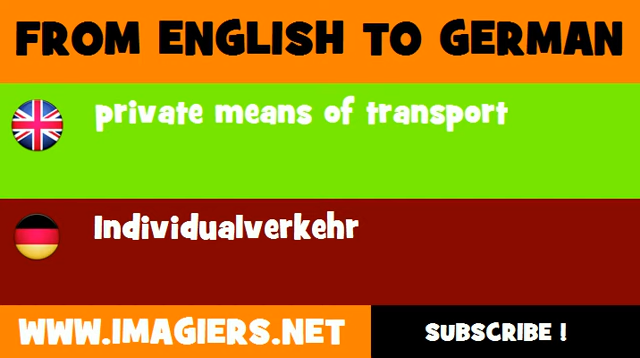 FROM ENGLISH TO GERMAN
private means of transport
Individualverkehr
WWW.IMAGIERS.NET
SUBSCRIBE !